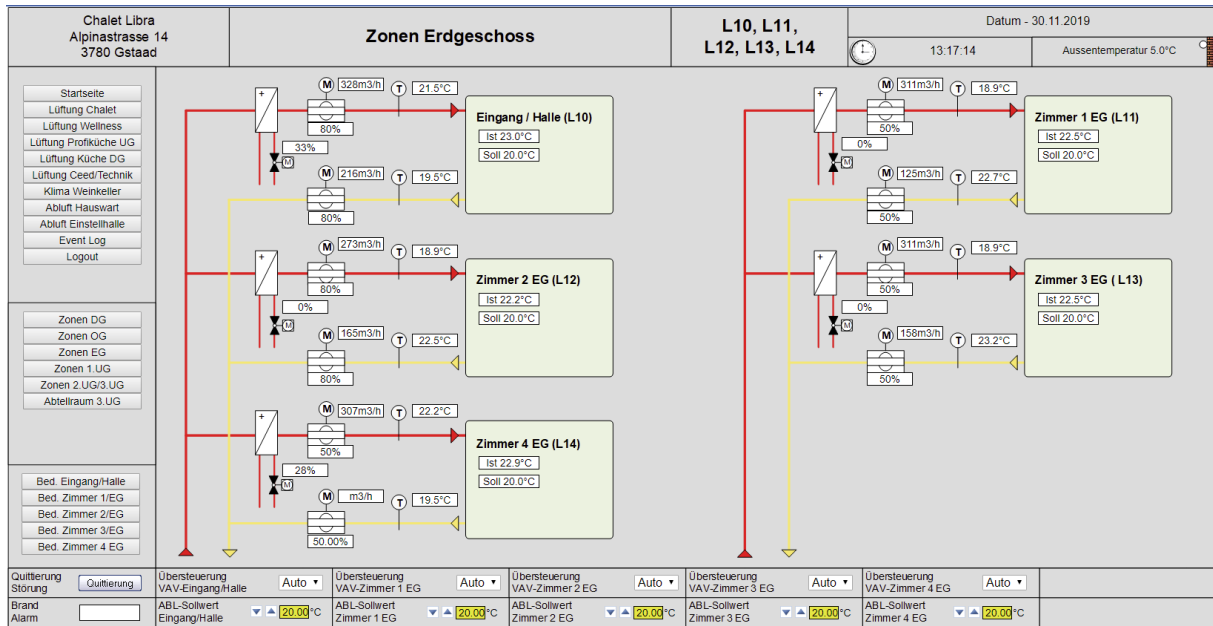 Chalet Libra
Alpinastrasse 14
3780 Gstaad
Zonen Erdgeschoss
L10, L11,
L12, L13, L14
Datum - 30.11.2019
13:17:14
Aussentemperatur 5.0°C
Startseite
Lüftung Chalet
Lüftung Wellness
Lüftung Profiküche UG
Lüftung Küche DG
Lüftung Ceed/Technik
Klima Weinkeller
Abluft Hauswart
Abluft Einstellhalle
Event Log
Logout
Zonen DG
Zonen OG
Zonen EG
Zonen 1.UG
Zonen 2.UG/3.UG
Abteilraum 3.UG
Bed. Eingang/Halle
Bed. Zimmer 1/EG
Bed. Zimmer 2/EG
Bed. Zimmer 3/EG
Bed. Zimmer 4 EG
+
M 328m3/h T 21.5°C
80%
33%
M
Eingang / Halle (L10)
Ist 23.0°C
Soll 20.0°C
M 216m3/h T 19.5°C
80%
+
M 311m3/h T 18.9°C
50%
0%
M
Zimmer 1 EG (L11)
Ist 22.5°C
Soll 20.0°C
M 125m3/h T 22.7°C
50%
+
M 273m3/h T 18.9°C
80%
0%
M
Zimmer 2 EG (L12)
Ist 22.2°C
Soll 20.0°C
M 165m3/h T 22.5°C
80%
+
M 311m3/h T 18.9°C
50%
0%
M
Zimmer 3 EG ( L13)
Ist 22.5°C
Soll 20.0°C
M 158m3/h T 23.2°C
50%
+
M 307m3/h T 22.2°C
50%
28%
M
Zimmer 4 EG (L14)
Ist 22.9°C
Soll 20.0°C
M m3/h T 19.5°C
50.00%
Quittierung
Störung
Quittierung
Übersteuerung
VAV-Eingang/Halle
Auto
Übersteuerung
VAV-Zimmer 1 EG
Auto
Übersteuerung
VAV-Zimmer 2 EG
Auto
Übersteuerung
VAV-Zimmer 3 EG
Auto
Übersteuerung
VAV-Zimmer 4 EG
Auto
Brand
Alarm
ABL-Sollwert
Eingang/Halle
20.00 °C
ABL-Sollwert
Zimmer 1 EG
20.00 °C
ABL-Sollwert
Zimmer 2 EG
20.00 °C
ABL-Sollwert
Zimmer 3 EG
20.00 °C
ABL-Sollwert
Zimmer 4 EG
20.00 °C